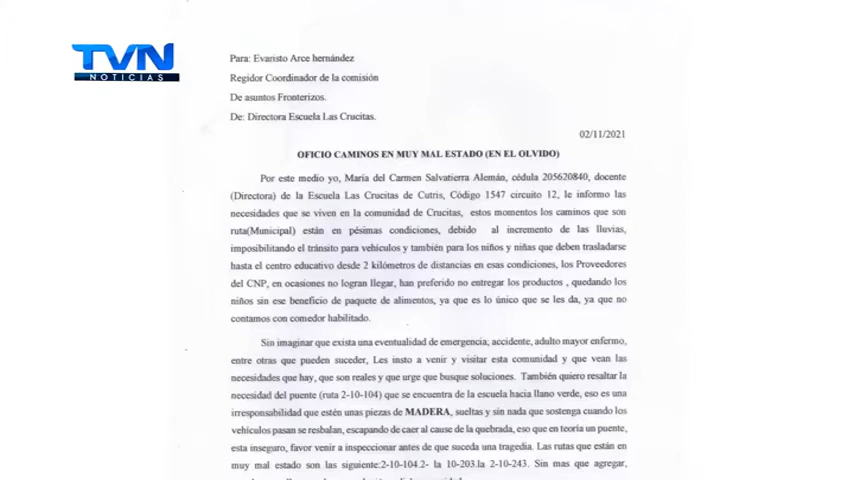 TVN
NOTICIAS
Para: Evaristo Arce hernández
Regidor Coordinador de la comisión
De asuntos Fronterizos.
De: Directora Escuela Las Crucitas.
02/11/2021
OFICIO CAMINOS EN MUY MAL ESTADO (EN EL OLVIDO)
Por este medio yo, María del Carmen Salvatierra Alemán, cédula 205620840, docente
(Directora) de la Escuela Las Crucitas de Cutris, Código 1547 circuito 12, le informo las
necesidades que se viven en la comunidad de Crucitas, estos momentos los caminos que son
ruta(Municipal) están en pésimas condiciones, debido al incremento de las lluvias,
imposibilitando el tránsito para vehículos y también para los niños y niñas que deben trasladarse
hasta el centro educativo desde 2 kilómetros de distancias en esas condiciones, los Proveedores
del CNP, en ocasiones no logran llegar, han preferido no entregar los productos , quedando los
niños sin ese beneficio de paquete de alimentos, ya que es lo único que se les da, ya que no
contamos con comedor habilitado.
Sin imaginar que exista una eventualidad de emergencia; accidente, adulto mayor enfermo,
entre otras que pueden suceder, Les insto a venir y visitar esta comunidad y que vean las
necesidades que hay, que son reales y que urge que busque soluciones. También quiero resaltar la
necesidad del puente (ruta 2-10-104) que se encuentra de la escuela hacia llano verde, eso es una
irresponsabilidad que estén unas piezas de MADERA, sueltas y sin nada que sostenga cuando los
vehículos pasan se resbalan, escapando de caer al cause de la quebrada, eso que en teoría un puente,
esta inseguro, favor venir a inspeccionar antes de que suceda una tragedia. Las rutas que están en
muy mal estado son las siguiente:2-10-104.2- la 10-203.la 2-10-243. Sin mas que agregar,